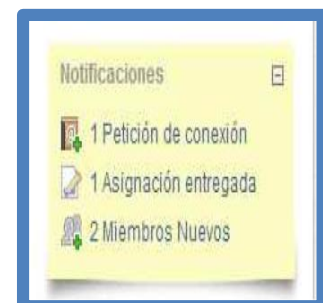 Notificaciones
1 Petición de conexión
1 Asignación entregada
2 Miembros Nuevos